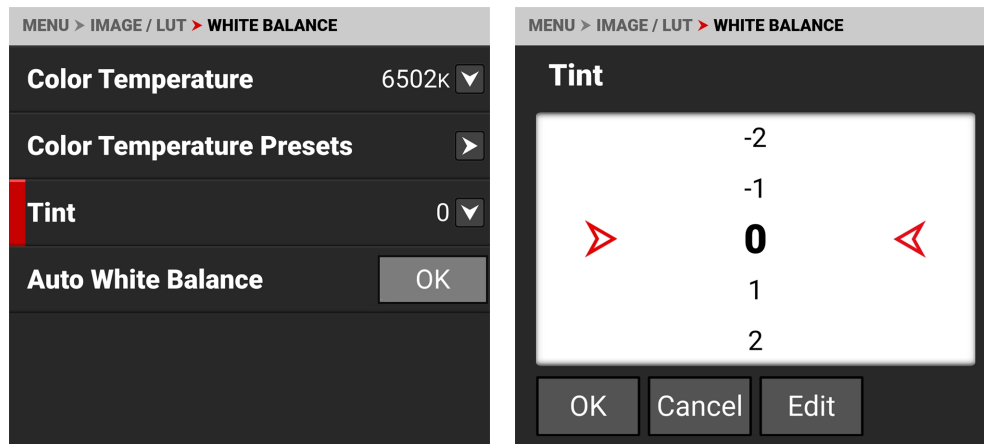 MENU > IMAGE / LUT > WHITE BALANCE
Color Temperature 6502K
Color Temperature Presets
Tint 0
Auto White Balance OK
MENU > IMAGE / LUT > WHITE BALANCE
Tint
-2
-1
0
1
2
OK Cancel Edit